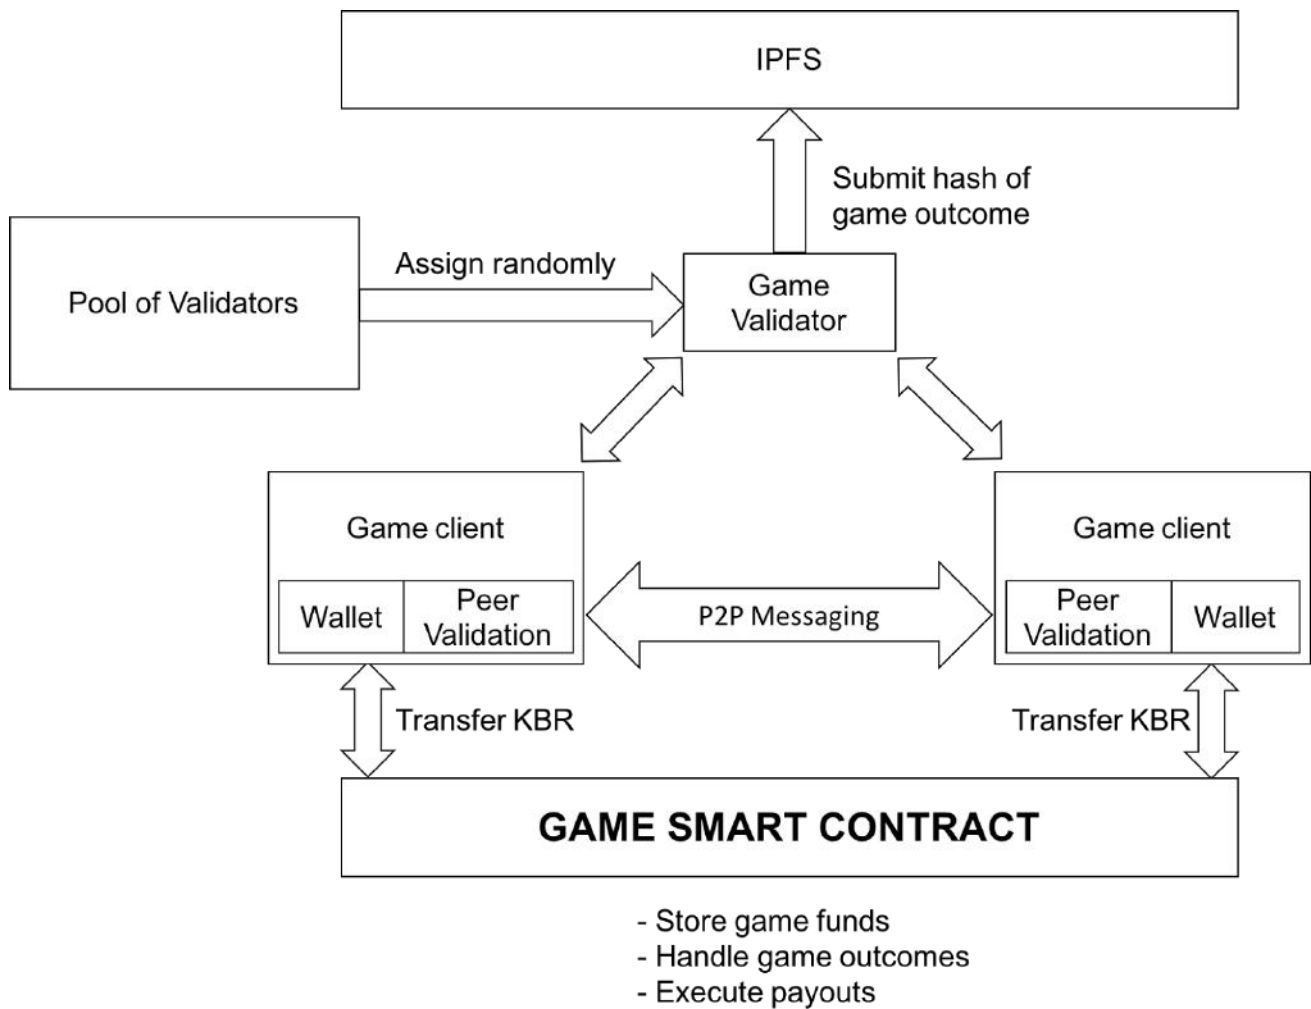 IPFS
Submit hash of
game outcome
Assign randomly
Pool of Validators
Game
Validator
Game client
Wallet
Peer
Validation
Game client
Peer
Validation
Wallet
P2P Messaging
Transfer KBR
Transfer KBR
GAME SMART CONTRACT
- Store game funds
- Handle game outcomes
- Execute payouts